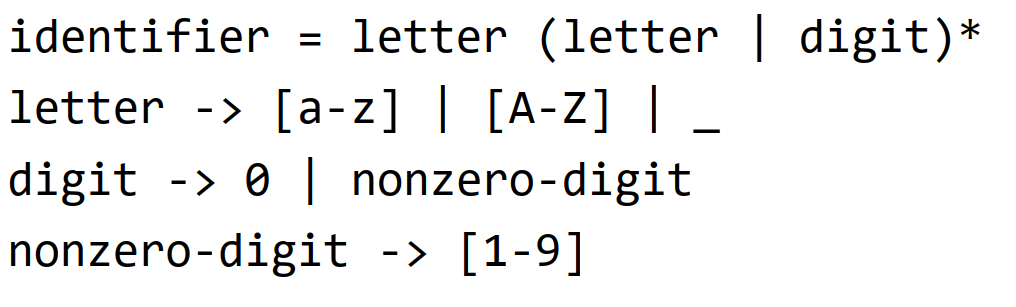 identifier = letter (letter | digit)*
letter -> [a-z] | [A-Z] | _
digit -> 0 | nonzero-digit
nonzero-digit -> [1-9]